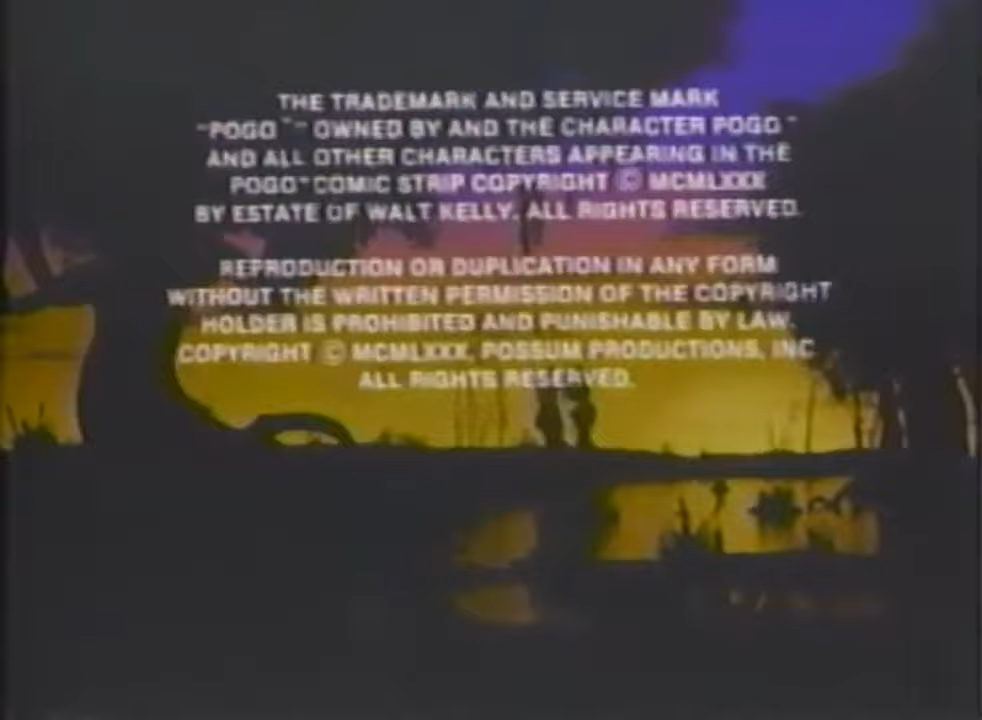 THE TRADEMARK AND SERVICE MARK
"POGO™" OWNED BY AND THE CHARACTER POGO™
AND ALL OTHER CHARACTERS APPEARING IN THE
POGO™ COMIC STRIP COPYRIGHT © MCMLXXX
BY ESTATE OF WALT KELLY. ALL RIGHTS RESERVED.
REPRODUCTION OR DUPLICATION IN ANY FORM
WITHOUT THE WRITTEN PERMISSION OF THE COPYRIGHT
HOLDER IS PROHIBITED AND PUNISHABLE BY LAW.
COPYRIGHT © MCMLXXX, POSSUM PRODUCTIONS, INC
ALL RIGHTS RESERVED.